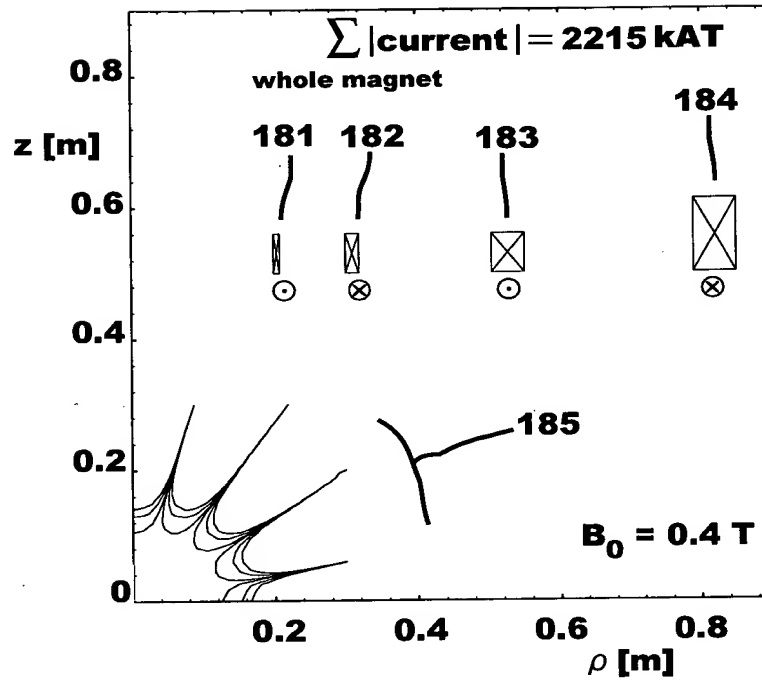 ∑ |current| = 2215 kAT
whole magnet
0.8
z [m]
181
182
183
184
0.6
0.4
185
0.2
B₀ = 0.4 T
0
0.2
0.4
0.6
0.8
ρ [m]